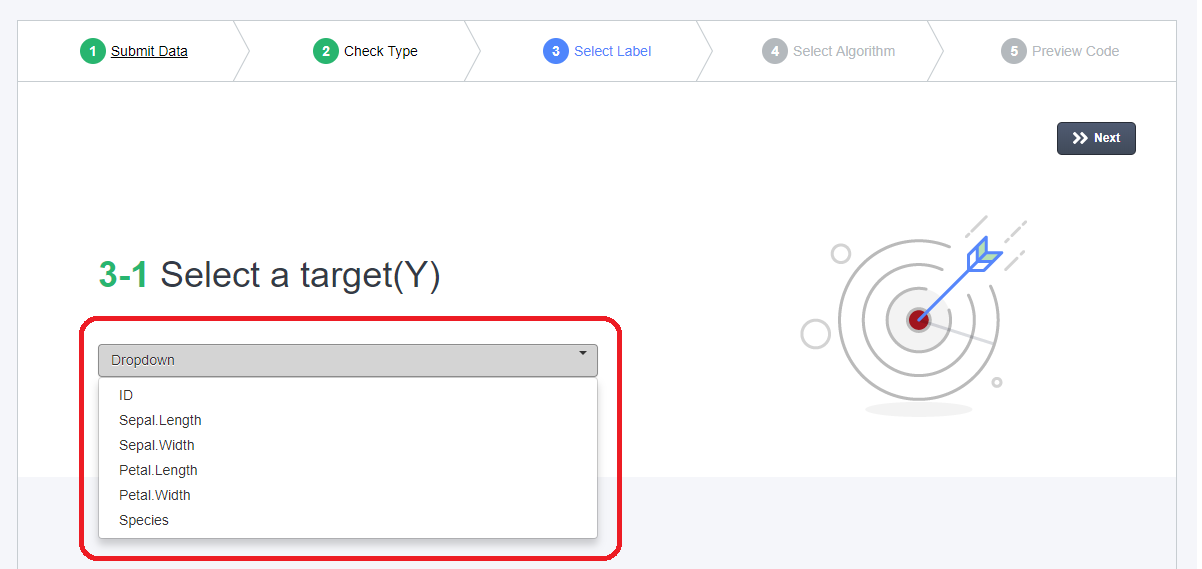 1 Submit Data 2 Check Type 3 Select Label 4 Select Algorithm 5 Preview Code
Next
3-1 Select a target(Y)
Dropdown
ID
Sepal.Length
Sepal.Width
Petal.Length
Petal.Width
Species